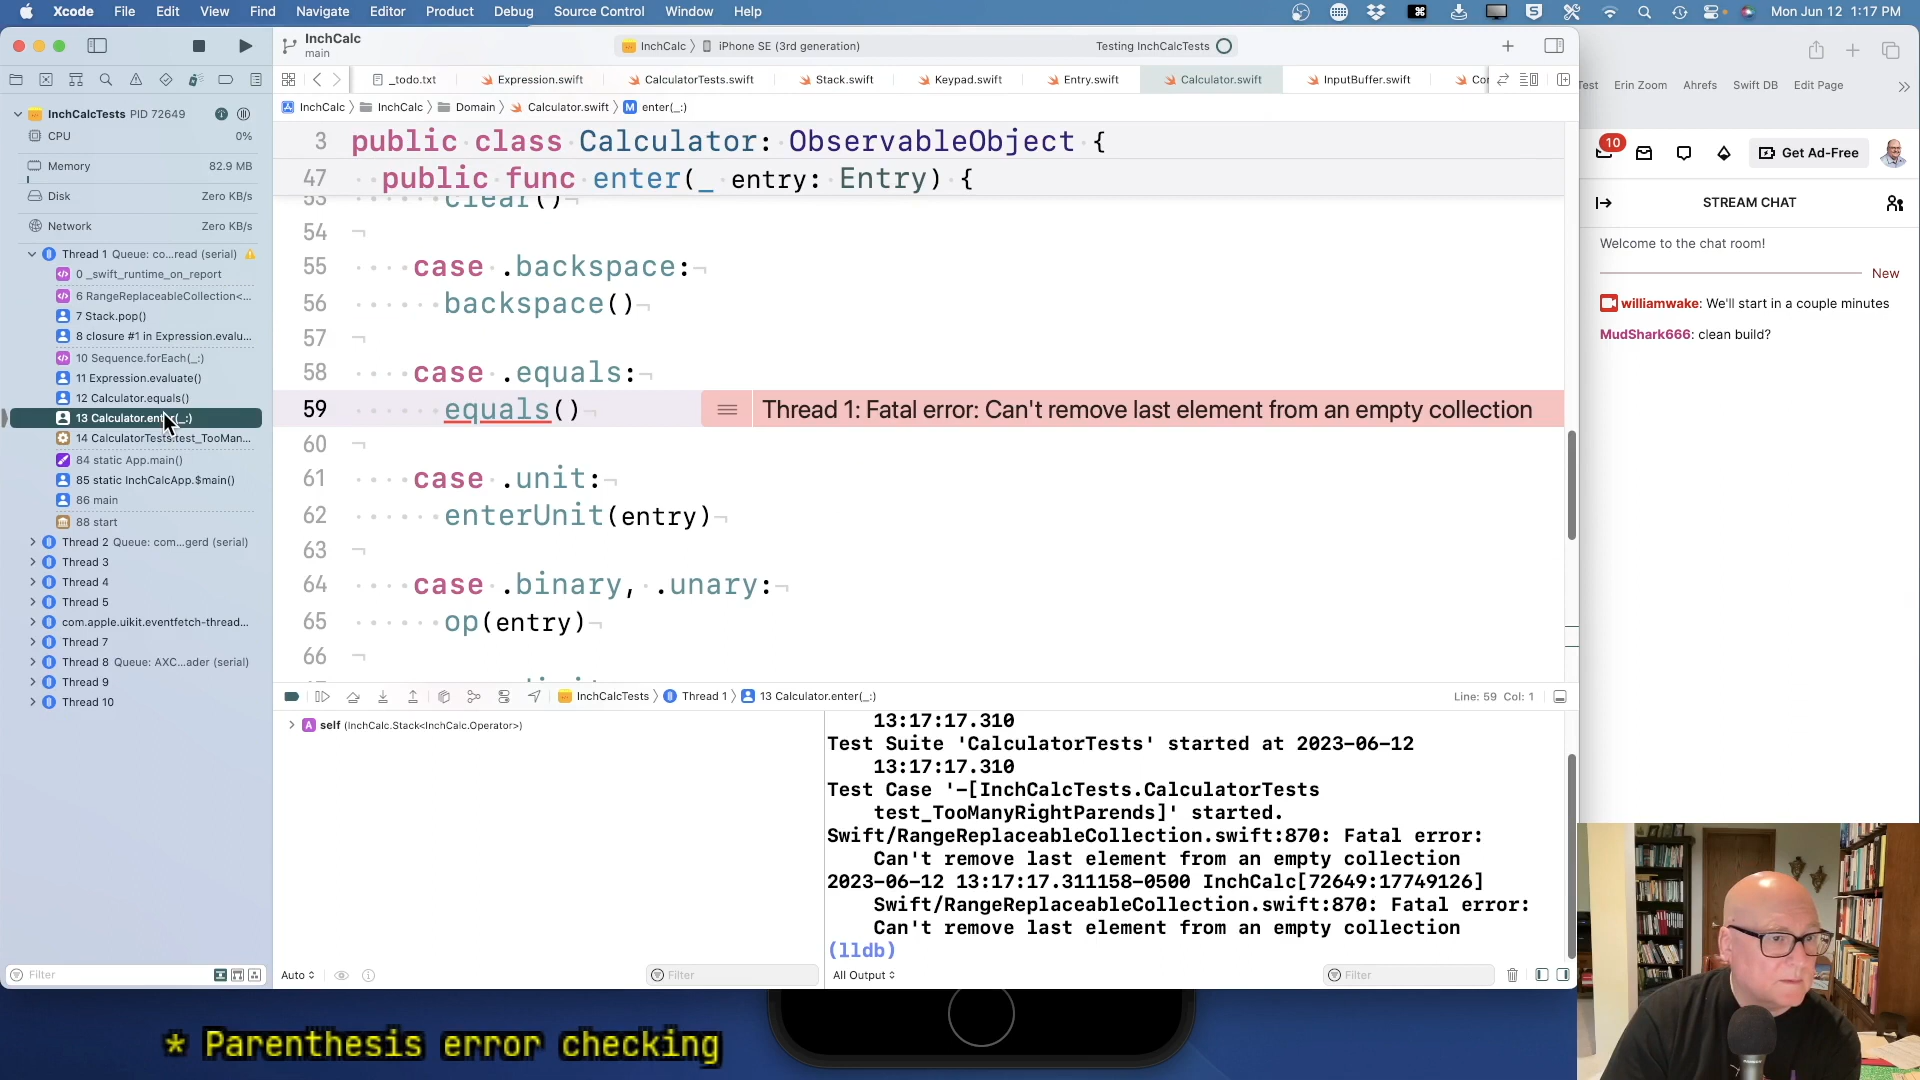 Xcode File Edit View Find Navigate Editor Product Debug Source Control Window Help Mon Jun 12 1:17 PM
InchCalc
main
InchCalc iPhone SE (3rd generation) Testing InchCalcTests
_todo.txt Expression.swift CalculatorTests.swift Stack.swift Keypad.swift Entry.swift Calculator.swift InputBuffer.swift
InchCalc InchCalc Domain Calculator.swift M enter(_:)
InchCalcTests PID 72649
CPU 0%
Memory 82.9 MB
Disk Zero KB/s
Network Zero KB/s
Thread 1 Queue: co...read (serial)
0 _swift_runtime_on_report
6 RangeReplaceableCollection<...
7 Stack.pop()
8 closure #1 in Expression.evalu...
10 Sequence.forEach(_:)
11 Expression.evaluate()
12 Calculator.equals()
13 Calculator.enter(_:)
14 CalculatorTests.test_TooMan...
84 static App.main()
85 static InchCalcApp.$main()
86 main
88 start
Thread 2 Queue: com...gerd (serial)
Thread 3
Thread 4
Thread 5
com.apple.uikit.eventfetch-thread...
Thread 7
Thread 8 Queue: AXC...ader (serial)
Thread 9
Thread 10
Filter
3 public class Calculator: ObservableObject {
47 public func enter(_ entry: Entry) {
53 clear()
54
55 case .backspace:
56 backspace()
57
58 case .equals:
59 equals() Thread 1: Fatal error: Can't remove last element from an empty collection
60
61 case .unit:
62 enterUnit(entry)
63
64 case .binary, .unary:
65 op(entry)
66
InchCalcTests Thread 1 13 Calculator.enter(_:) Line: 59 Col: 1
A self (InchCalc.Stack<InchCalc.Operator>)
Auto Filter
13:17:17.310
Test Suite 'CalculatorTests' started at 2023-06-12
13:17:17.310
Test Case '-[InchCalcTests.CalculatorTests
test_TooManyRightParends]' started.
Swift/RangeReplaceableCollection.swift:870: Fatal error:
Can't remove last element from an empty collection
2023-06-12 13:17:17.311158-0500 InchCalc[72649:17749126]
Swift/RangeReplaceableCollection.swift:870: Fatal error:
Can't remove last element from an empty collection
(lldb)
All Output Filter
Erin Zoom Ahrefs Swift DB Edit Page
10 Get Ad-Free
STREAM CHAT
Welcome to the chat room!
New
williamwake: We'll start in a couple minutes
MudShark666: clean build?
* Parenthesis error checking